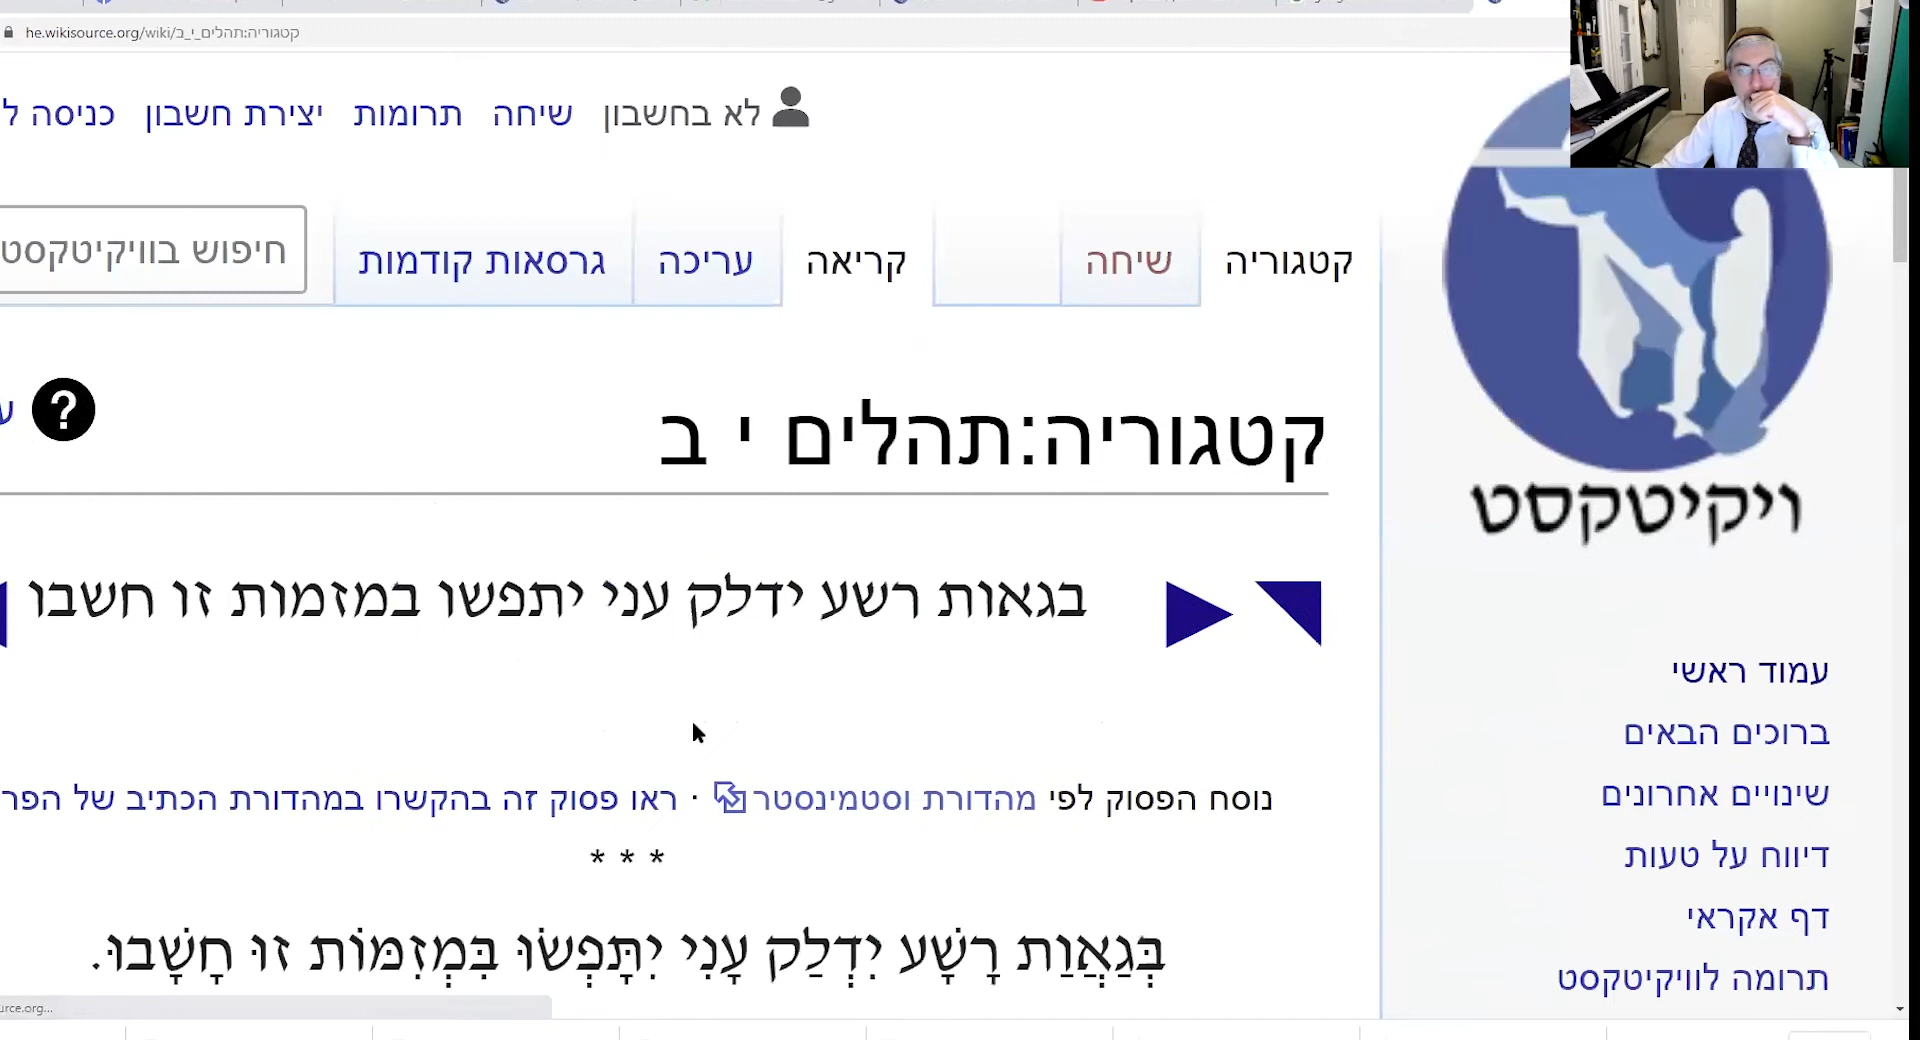 he.wikisource.org/wiki/קטגוריה:תהלים_י_ב
לא בחשבון שיחה תרומות יצירת חשבון כניסה
קטגוריה שיחה קריאה עריכה גרסאות קודמות חיפוש בוויקיטקסט
קטגוריה:תהלים י ב
?
ויקיטקסט
בגאות רשע ידלק עני יתפשו במזמות זו חשבו
עמוד ראשי
ברוכים הבאים
שינויים אחרונים
דיווח על טעות
דף אקראי
תרומה לוויקיטקסט
נוסח הפסוק לפי מהדורת וסטמינסטר · ראו פסוק זה בהקשרו במהדורת הכתיב של
* * *
בְּגַאֲוַת רָשָׁע יִדְלַק עָנִי יִתָּפְשׂוּ בִּמְזִמּוֹת זוּ חָשָׁבוּ.
urce.org...